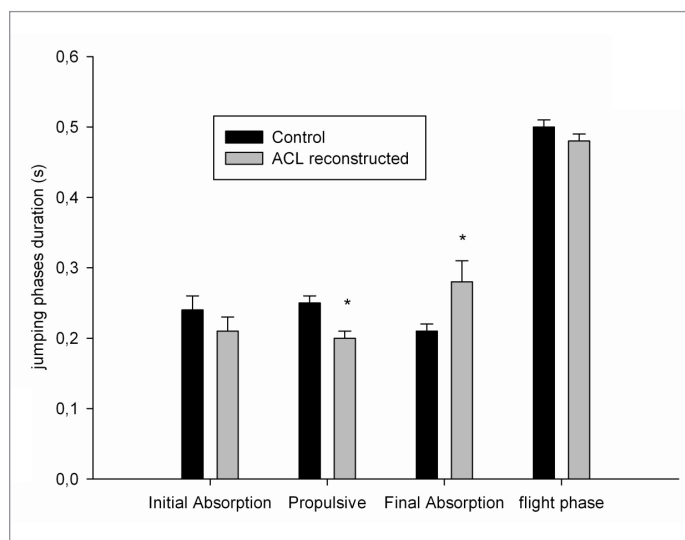 0,6
0,5
0,4
0,3
0,2
0,1
0,0
jumping phases duration (s)
Control
ACL reconstructed
*
*
Initial Absorption
Propulsive
Final Absorption
flight phase